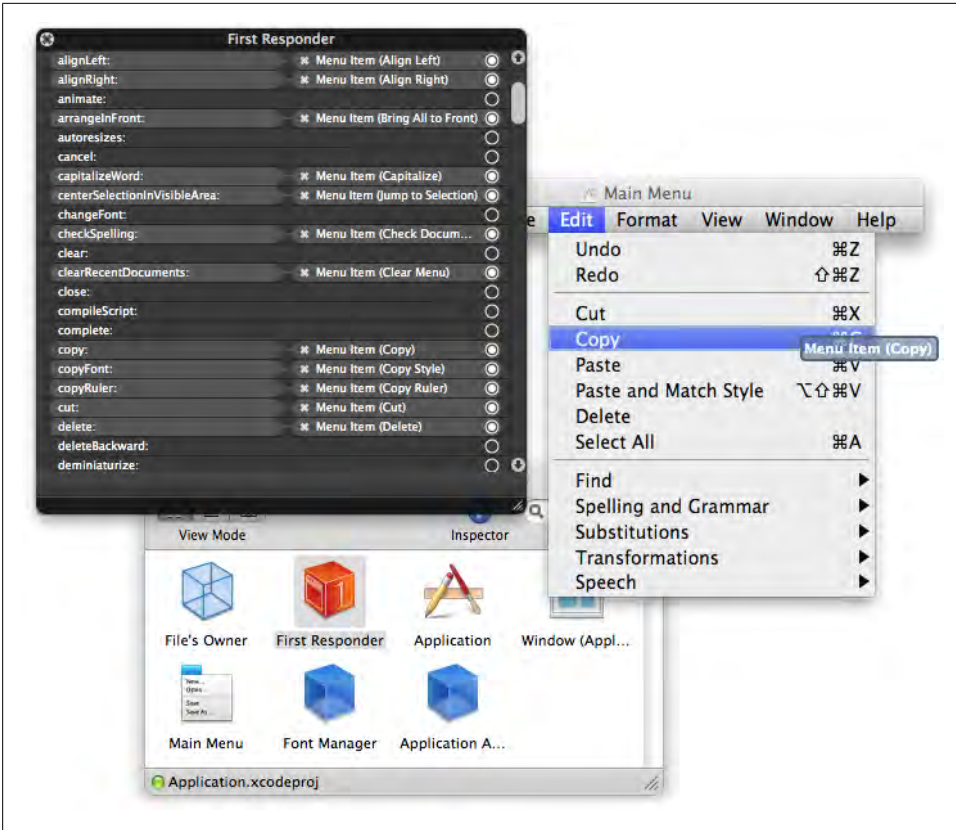 First Responder
alignLeft: ✖ Menu Item (Align Left)
alignRight: ✖ Menu Item (Align Right)
animate:
arrangeInFront: ✖ Menu Item (Bring All to Front)
autoresizes:
cancel:
capitalizeWord: ✖ Menu Item (Capitalize)
centerSelectionInVisibleArea: ✖ Menu Item (Jump to Selection)
changeFont:
checkSpelling: ✖ Menu Item (Check Docum...
clear:
clearRecentDocuments: ✖ Menu Item (Clear Menu)
close:
compileScript:
complete:
copy: ✖ Menu Item (Copy)
copyFont: ✖ Menu Item (Copy Style)
copyRuler: ✖ Menu Item (Copy Ruler)
cut: ✖ Menu Item (Cut)
delete: ✖ Menu Item (Delete)
deleteBackward:
deminiaturize:
Main Menu
e Edit Format View Window Help
Undo ⌘Z
Redo ⇧⌘Z
Cut ⌘X
Copy
Menu Item (Copy)
Paste ⌘V
Paste and Match Style ⌥⇧⌘V
Delete
Select All ⌘A
Find ▶
Spelling and Grammar ▶
Substitutions ▶
Transformations ▶
Speech ▶
View Mode Inspector
File's Owner First Responder Application Window (Appl...
1
New...
Open...
Save
Save As...
Main Menu Font Manager Application A...
Application.xcodeproj